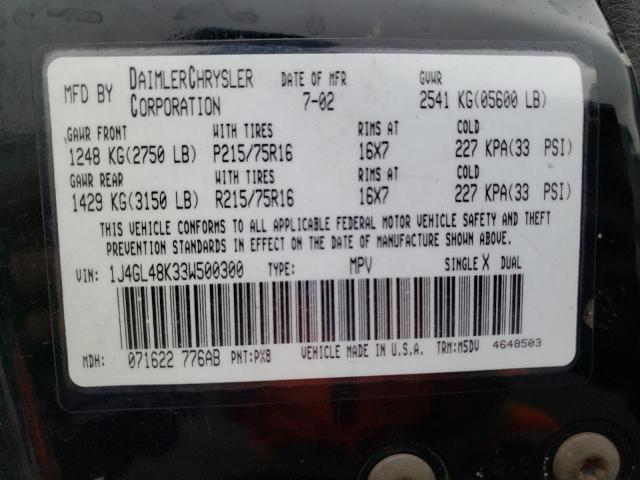 MFD BY DAIMLERCHRYSLER CORPORATION DATE OF MFR 7-02 GVWR 2541 KG(05600 LB)
GAWR FRONT WITH TIRES RIMS AT COLD
1248 KG(2750 LB) P215/75R16 16X7 227 KPA(33 PSI)
GAWR REAR WITH TIRES RIMS AT COLD
1429 KG(3150 LB) R215/75R16 16X7 227 KPA(33 PSI)
THIS VEHICLE CONFORMS TO ALL APPLICABLE FEDERAL MOTOR VEHICLE SAFETY AND THEFT
PREVENTION STANDARDS IN EFFECT ON THE DATE OF MANUFACTURE SHOWN ABOVE.
VIN: 1J4GL48K33W500300 TYPE: MPV SINGLE X DUAL
MDH: 071622 776AB PNT:PX8 VEHICLE MADE IN U.S.A. TRM:M5DV 4648503